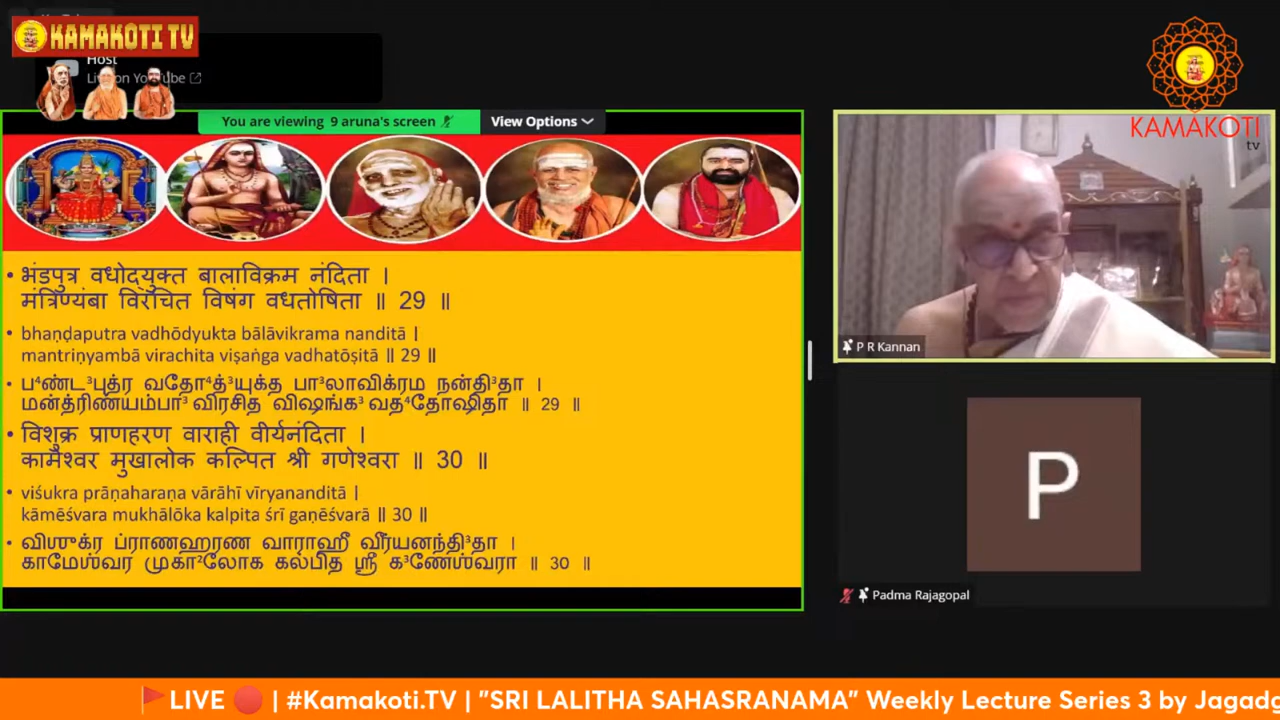 KAMAKOTI TV
Host
Live on YouTube
You are viewing 9 aruna's screen
View Options
KAMAKOTI
tv
• भंडपुत्र वधोद्युक्त बालाविक्रम नंदिता ।
मंत्रिण्यंबा विरचित विषंग वधतोषिता ॥ 29 ॥
• bhaṇḍaputra vadhōdyukta bālāvikrama nanditā |
mantriṇyambā virachita viṣaṅga vadhatōṣitā ॥ 29 ॥
• ப⁴ண்ட³புத்ர வதோ⁴த்³யுக்த பா³லாவிக்ரம நன்தி³தா ।
மன்த்ரிண்யம்பா³ விரசித விஷங்க³ வத⁴தோஷிதா ॥ 29 ॥
• विशुक्र प्राणहरण वाराही वीर्यनंदिता ।
कामेश्वर मुखालोक कल्पित श्री गणेश्वरा ॥ 30 ॥
• viśukra prāṇaharaṇa vārāhī vīryananditā |
kāmēśvara mukhālōka kalpita śrī gaṇēśvarā ॥ 30 ॥
• விஶுக்ர ப்ராணஹரண வாராஹீ வீர்யனந்தி³தா ।
காமேஶ்வர முகா²லோக கல்பித ஶ்ரீ க³ணேஶ்வரா ॥ 30 ॥
P R Kannan
P
Padma Rajagopal
LIVE | #Kamakoti.TV | "SRI LALITHA SAHASRANAMA" Weekly Lecture Series 3 by Jagadg